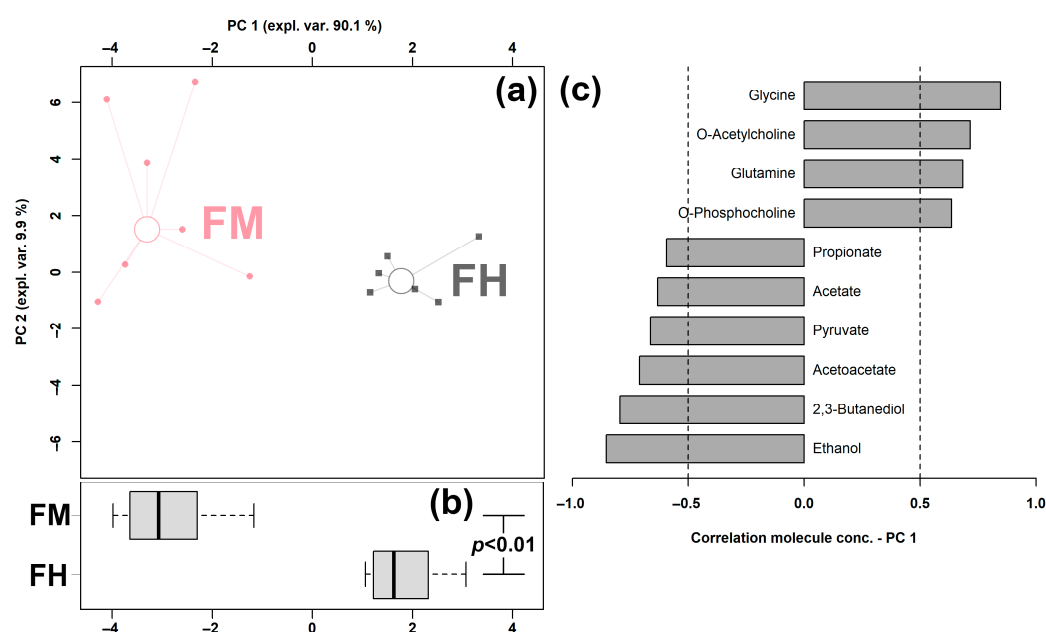 PC 1 (expl. var. 90.1 %)
−4 −2 0 2 4
(a)
FM
FH
PC 2 (expl. var. 9.9 %)
6
4
2
0
−2
−4
−6
(b)
FM
FH
p<0.01
−4 −2 0 2 4
(c)
Glycine
O-Acetylcholine
Glutamine
O-Phosphocholine
Propionate
Acetate
Pyruvate
Acetoacetate
2,3-Butanediol
Ethanol
−1.0 −0.5 0.0 0.5 1.0
Correlation molecule conc. - PC 1